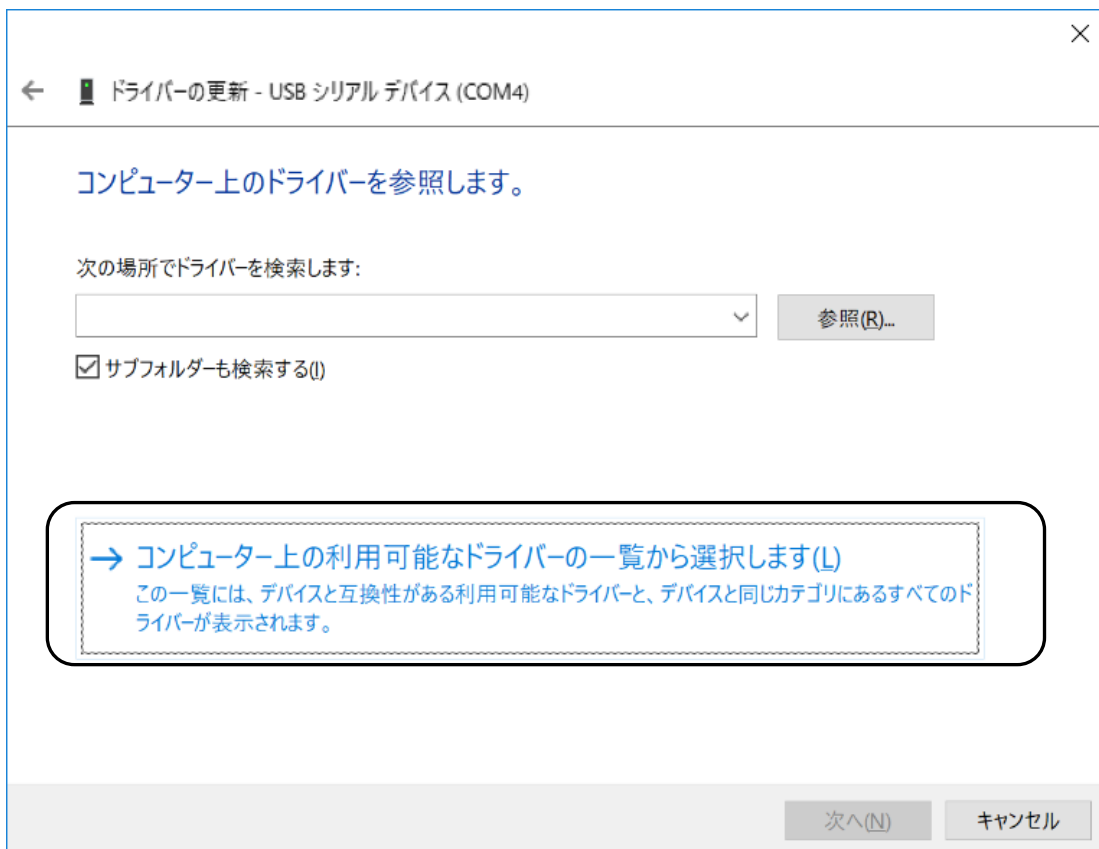 ドライバーの更新 - USB シリアル デバイス (COM4)
コンピューター上のドライバーを参照します。
次の場所でドライバーを検索します:
参照(R)...
サブフォルダーも検索する(I)
コンピューター上の利用可能なドライバーの一覧から選択します(L)
この一覧には、デバイスと互換性がある利用可能なドライバーと、デバイスと同じカテゴリにあるすべてのド
ライバーが表示されます。
次へ(N)
キャンセル